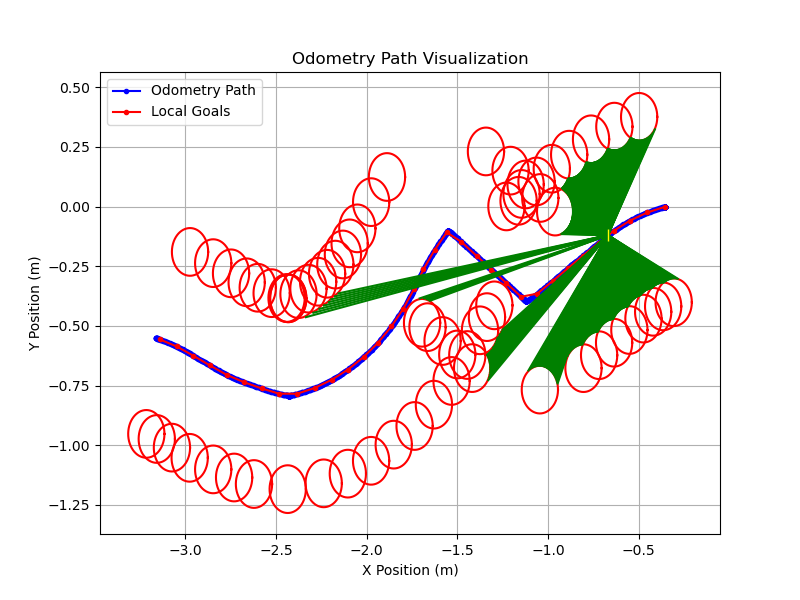 Odometry Path Visualization
Odometry Path
Local Goals
0.50
0.25
0.00
−0.25
−0.50
−0.75
−1.00
−1.25
Y Position (m)
−3.0 −2.5 −2.0 −1.5 −1.0 −0.5
X Position (m)